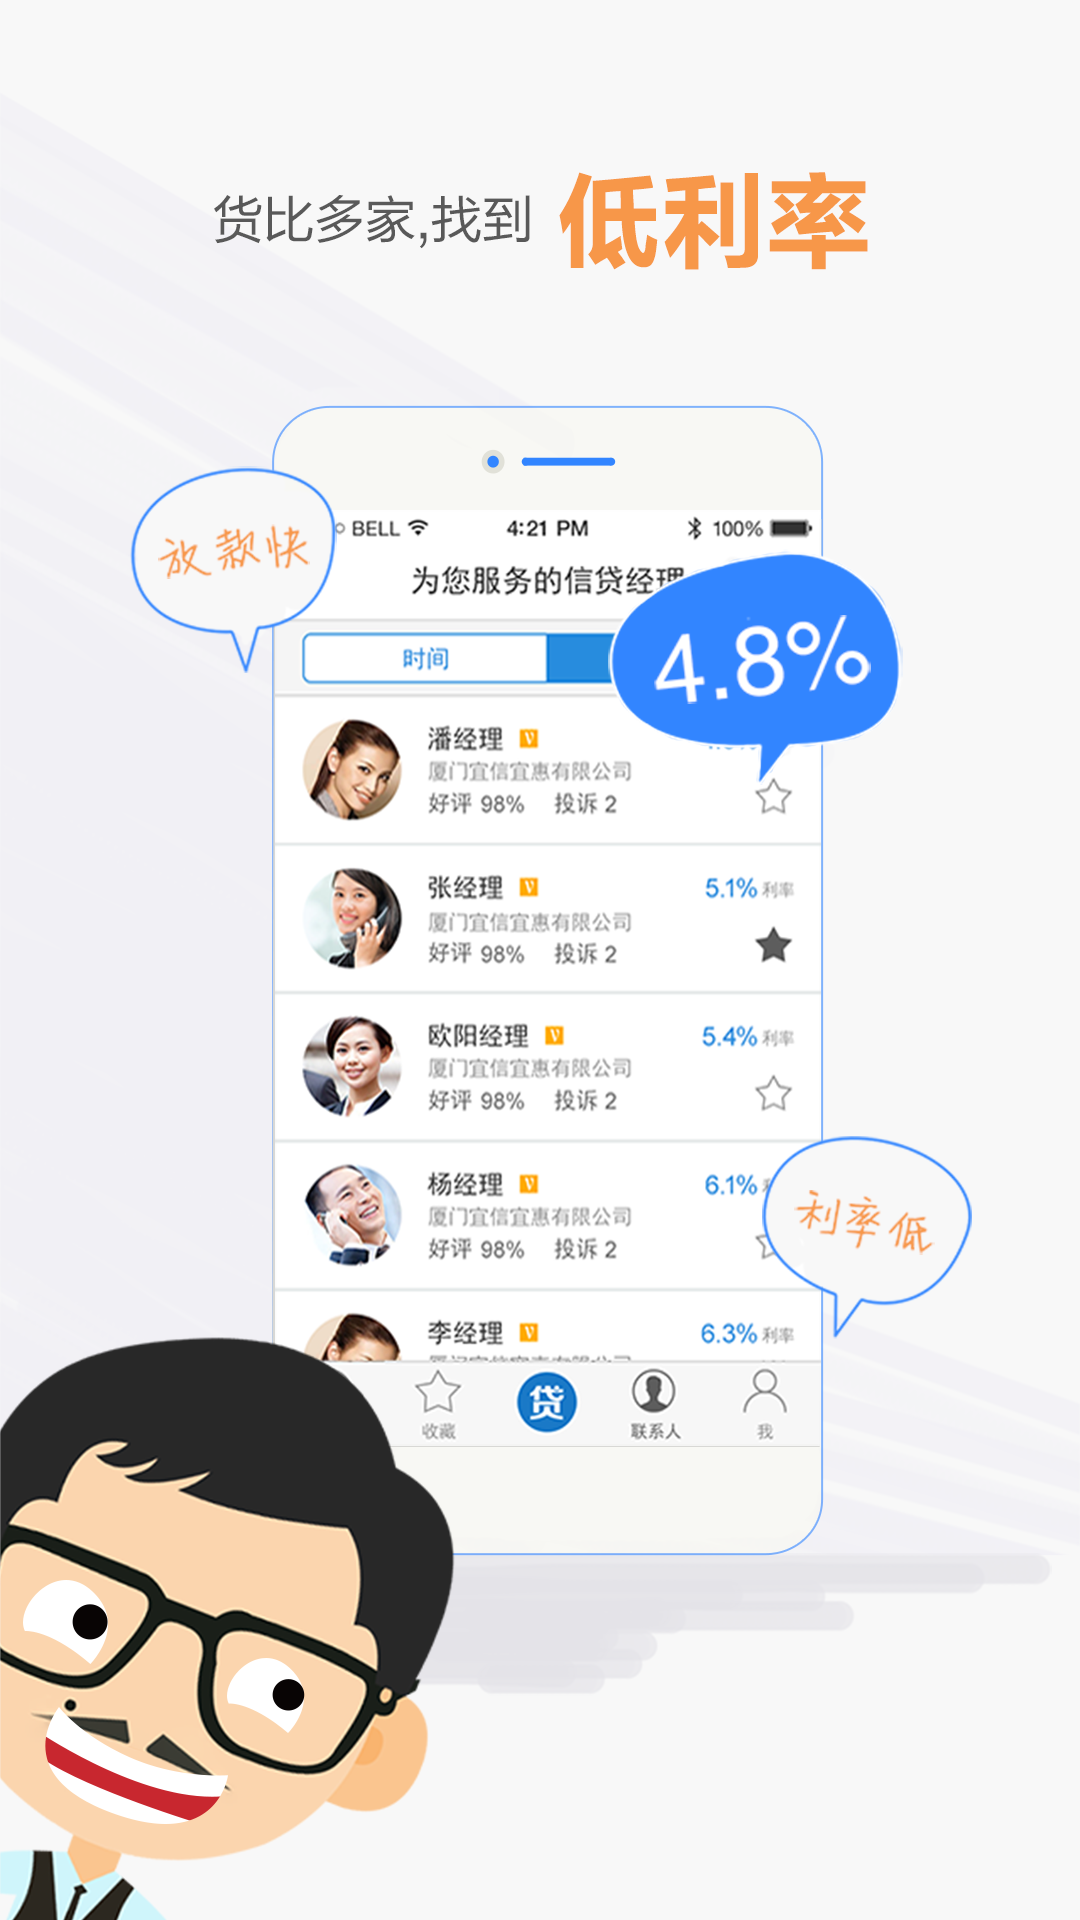 货比多家,找到 低利率
放款快
BELL 4:21 PM 100%
为您服务的信贷经理
时间
4.8%
潘经理 V
厦门宜信宜惠有限公司
好评 98% 投诉 2
张经理 V
5.1% 利率
厦门宜信宜惠有限公司
好评 98% 投诉 2
欧阳经理 V
5.4% 利率
厦门宜信宜惠有限公司
好评 98% 投诉 2
杨经理 V
6.1%
厦门宜信宜惠有限公司
好评 98% 投诉 2
利率低
李经理 V
6.3% 利率
收藏
贷
联系人
我